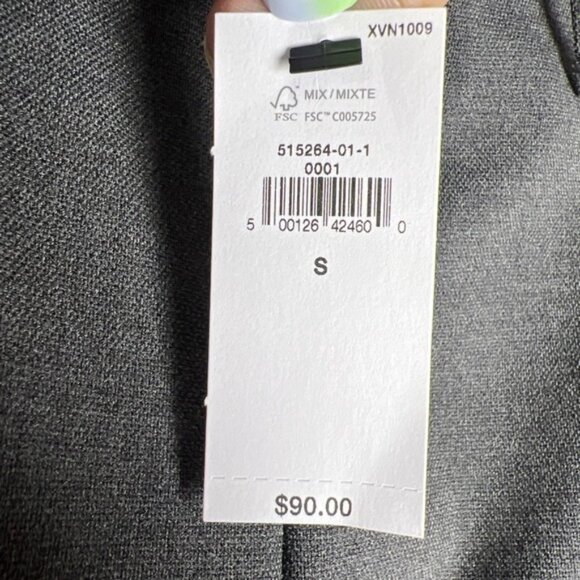 XVN1009
MIX / MIXTE
FSC FSC™ C005725
515264-01-1
0001
5 00126 42460 0
S
$90.00